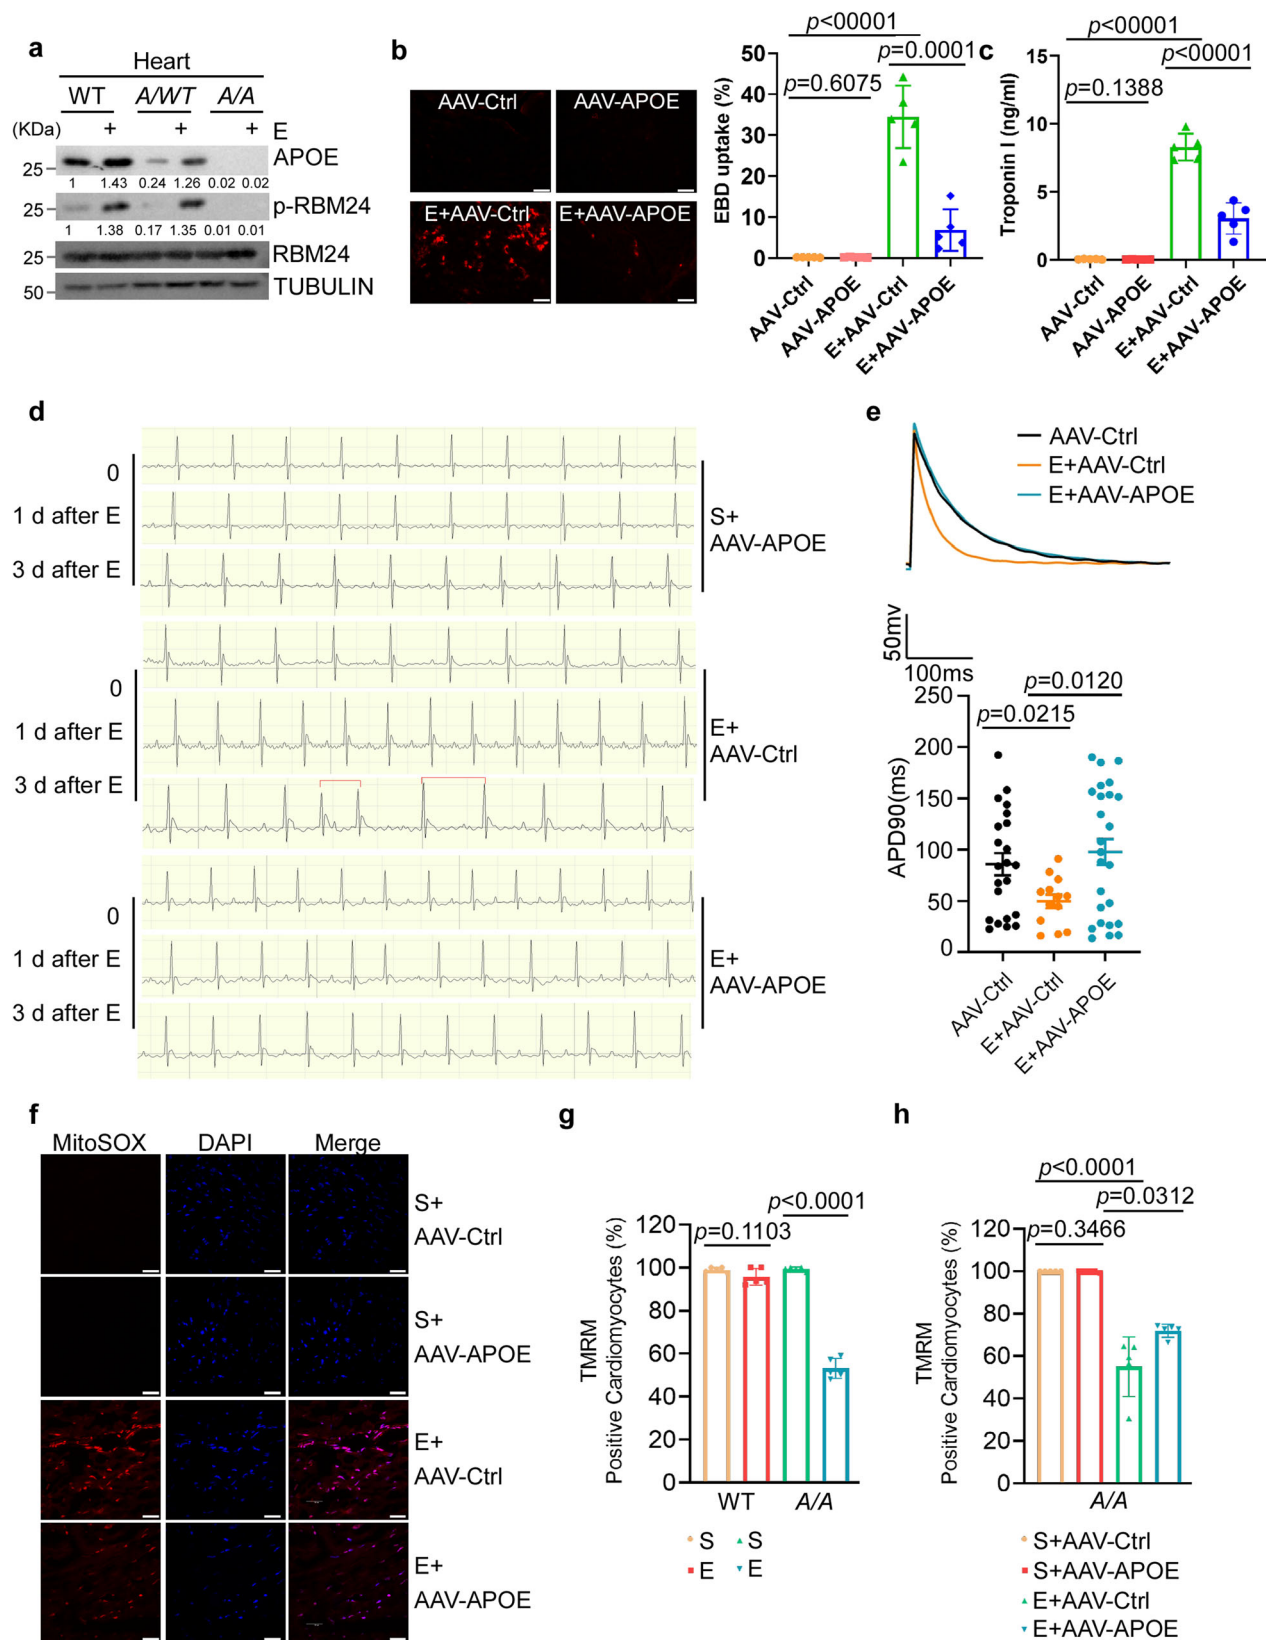 a
Heart
WT A/WT A/A
(KDa) + + + E
25 APOE
1 1.43 0.24 1.26 0.02 0.02
25 p-RBM24
1 1.38 0.17 1.35 0.01 0.01
25 RBM24
50 TUBULIN
b
AAV-Ctrl AAV-APOE
E+AAV-Ctrl E+AAV-APOE
p<00001
p=0.0001
p=0.6075
EBD uptake (%)
50
40
30
20
10
0
AAV-Ctrl
AAV-APOE
E+AAV-Ctrl
E+AAV-APOE
c
p<00001
p<00001
p=0.1388
Troponin I (ng/ml)
15
10
5
0
AAV-Ctrl
AAV-APOE
E+AAV-Ctrl
E+AAV-APOE
d
0
1 d after E
3 d after E
S+
AAV-APOE
0
1 d after E
3 d after E
E+
AAV-Ctrl
0
1 d after E
3 d after E
E+
AAV-APOE
e
AAV-Ctrl
E+AAV-Ctrl
E+AAV-APOE
50mv
100ms
p=0.0120
p=0.0215
APD90(ms)
250
200
150
100
50
0
AAV-Ctrl
E+AAV-Ctrl
E+AAV-APOE
f
MitoSOX DAPI Merge
S+
AAV-Ctrl
S+
AAV-APOE
E+
AAV-Ctrl
E+
AAV-APOE
g
p<0.0001
p=0.1103
TMRM
Positive Cardiomyocytes (%)
120
100
80
60
40
20
0
WT A/A
S S
E E
h
p<0.0001
p=0.0312
p=0.3466
TMRM
Positive Cardiomyocytes (%)
120
100
80
60
40
20
0
A/A
S+AAV-Ctrl
S+AAV-APOE
E+AAV-Ctrl
E+AAV-APOE